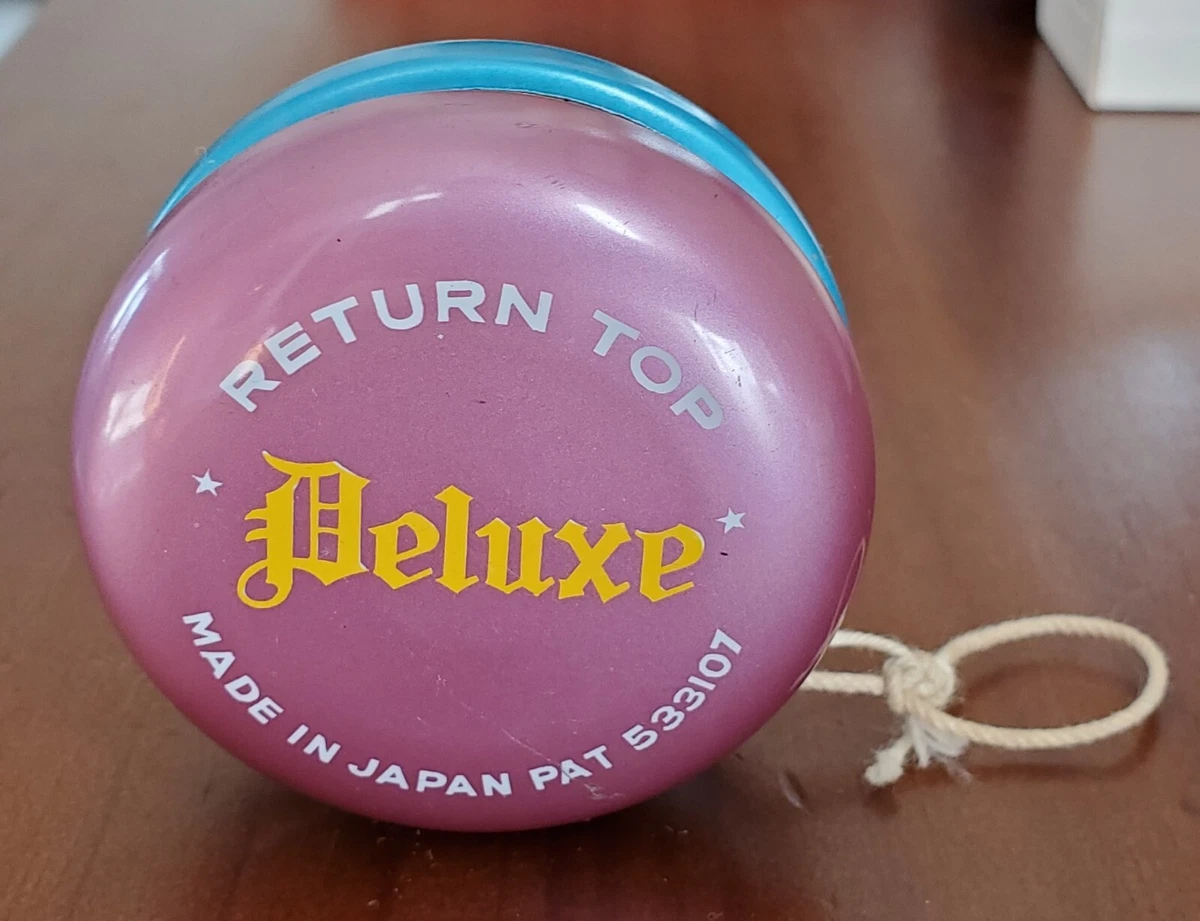 RETURN TOP
Deluxe
MADE IN JAPAN PAT 533107